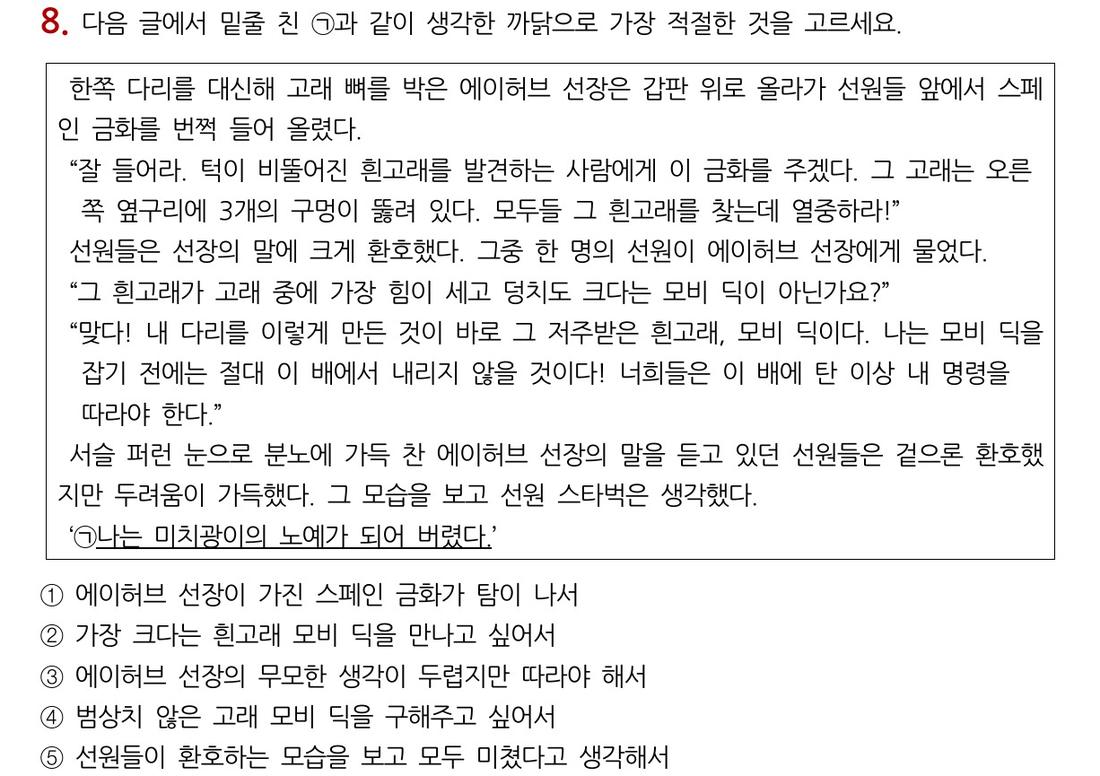 8. 다음 글에서 밑줄 친 ㉠과 같이 생각한 까닭으로 가장 적절한 것을 고르세요.
한쪽 다리를 대신해 고래 뼈를 박은 에이허브 선장은 갑판 위로 올라가 선원들 앞에서 스페
인 금화를 번쩍 들어 올렸다.
“잘 들어라. 턱이 비뚤어진 흰고래를 발견하는 사람에게 이 금화를 주겠다. 그 고래는 오른
쪽 옆구리에 3개의 구멍이 뚫려 있다. 모두들 그 흰고래를 찾는데 열중하라!”
선원들은 선장의 말에 크게 환호했다. 그중 한 명의 선원이 에이허브 선장에게 물었다.
“그 흰고래가 고래 중에 가장 힘이 세고 덩치도 크다는 모비 딕이 아닌가요?”
“맞다! 내 다리를 이렇게 만든 것이 바로 그 저주받은 흰고래, 모비 딕이다. 나는 모비 딕을
잡기 전에는 절대 이 배에서 내리지 않을 것이다! 너희들은 이 배에 탄 이상 내 명령을
따라야 한다.”
서슬 퍼런 눈으로 분노에 가득 찬 에이허브 선장의 말을 듣고 있던 선원들은 겉으론 환호했
지만 두려움이 가득했다. 그 모습을 보고 선원 스타벅은 생각했다.
‘㉠나는 미치광이의 노예가 되어 버렸다.’
① 에이허브 선장이 가진 스페인 금화가 탐이 나서
② 가장 크다는 흰고래 모비 딕을 만나고 싶어서
③ 에이허브 선장의 무모한 생각이 두렵지만 따라야 해서
④ 범상치 않은 고래 모비 딕을 구해주고 싶어서
⑤ 선원들이 환호하는 모습을 보고 모두 미쳤다고 생각해서